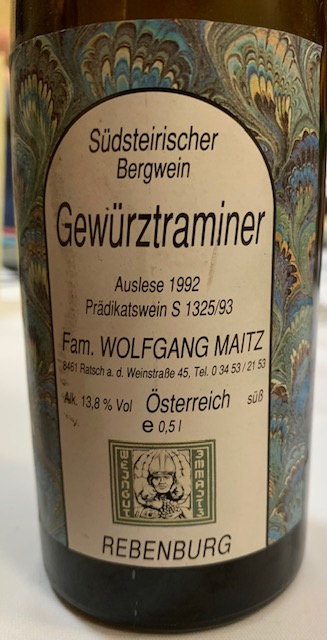 Südsteirischer
Bergwein
Gewürztraminer
Auslese 1992
Prädikatswein S 1325/93
Fam. WOLFGANG MAITZ
8461 Ratsch a. d. Weinstraße 45, Tel. 0 34 53 / 21 53
Alk. 13,8 % Vol Österreich süß
e 0,5 l
WEINGUT
REBENBURG